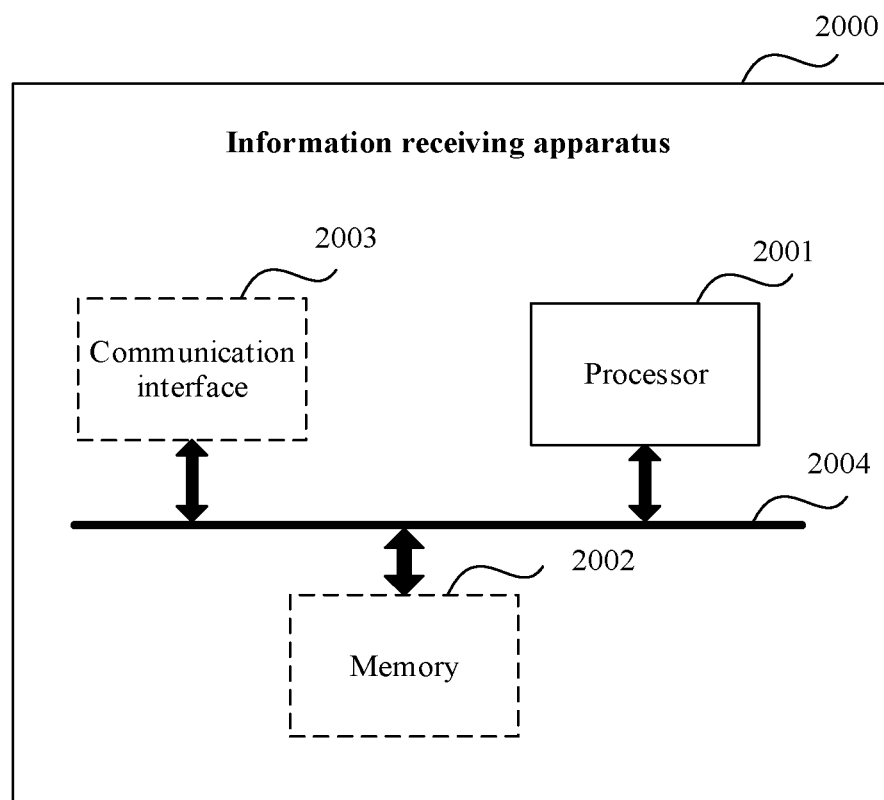 2000
Information receiving apparatus
2003
2001
Communication
interface
Processor
2004
2002
Memory